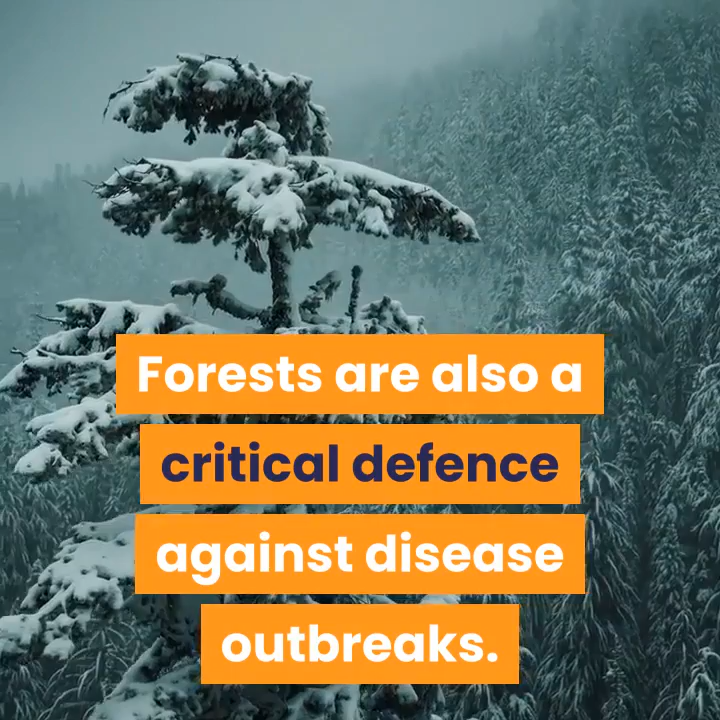 Forests are also a
critical defence
against disease
outbreaks.